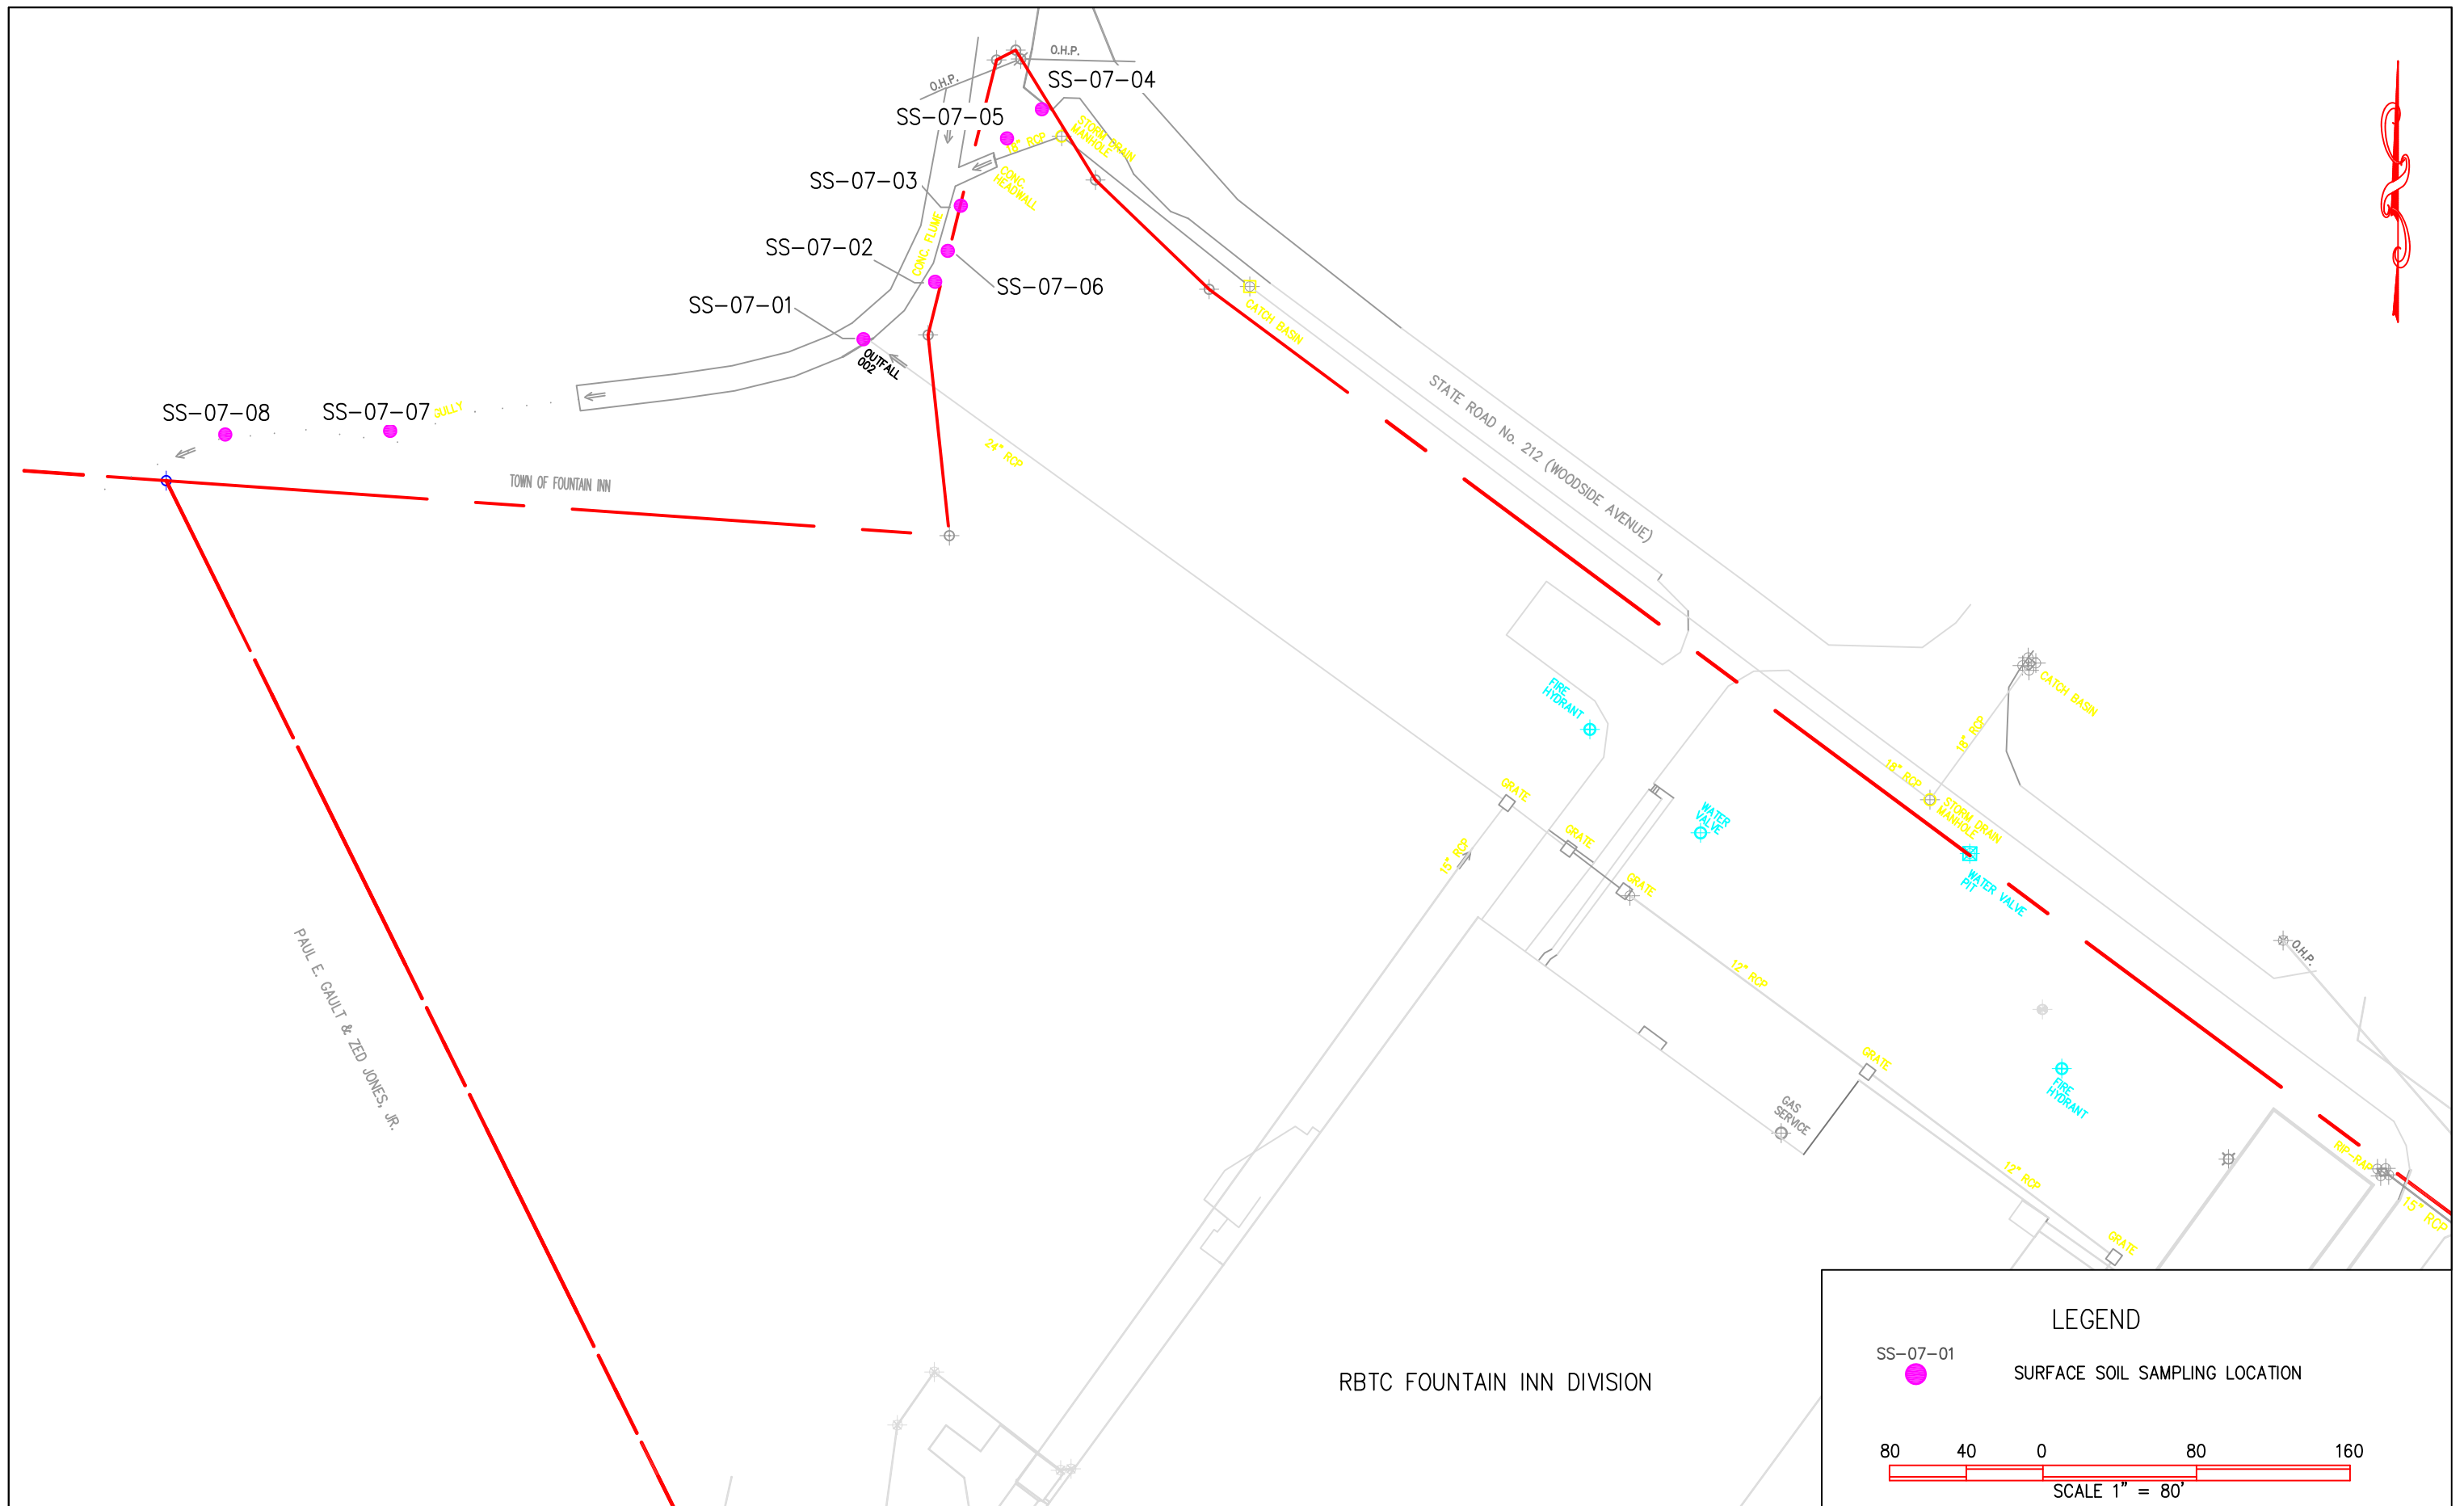 O.H.P.
O.H.P.
SS-07-04
SS-07-05
18" RCP
STORM DRAIN
MANHOLE
CONC.
HEADWALL
SS-07-03
CONC. FLUME
SS-07-02
SS-07-06
SS-07-01
CATCH BASIN
OUTFALL
002
STATE ROAD No. 212 (WOODSIDE AVENUE)
SS-07-08
SS-07-07
GULLY
24" RCP
TOWN OF FOUNTAIN INN
FIRE
HYDRANT
CATCH BASIN
18" RCP
18" RCP
GRATE
WATER
VALVE
STORM DRAIN
MANHOLE
GRATE
15" RCP
GRATE
WATER VALVE
PIT
PAUL E. GAULT & ZED JONES, JR.
O.H.P.
12" RCP
GRATE
FIRE
HYDRANT
GAS
SERVICE
RIP-RAP
12" RCP
15" RCP
GRATE
RBTC FOUNTAIN INN DIVISION
LEGEND
SS-07-01
SURFACE SOIL SAMPLING LOCATION
80 40 0 80 160
SCALE 1" = 80'